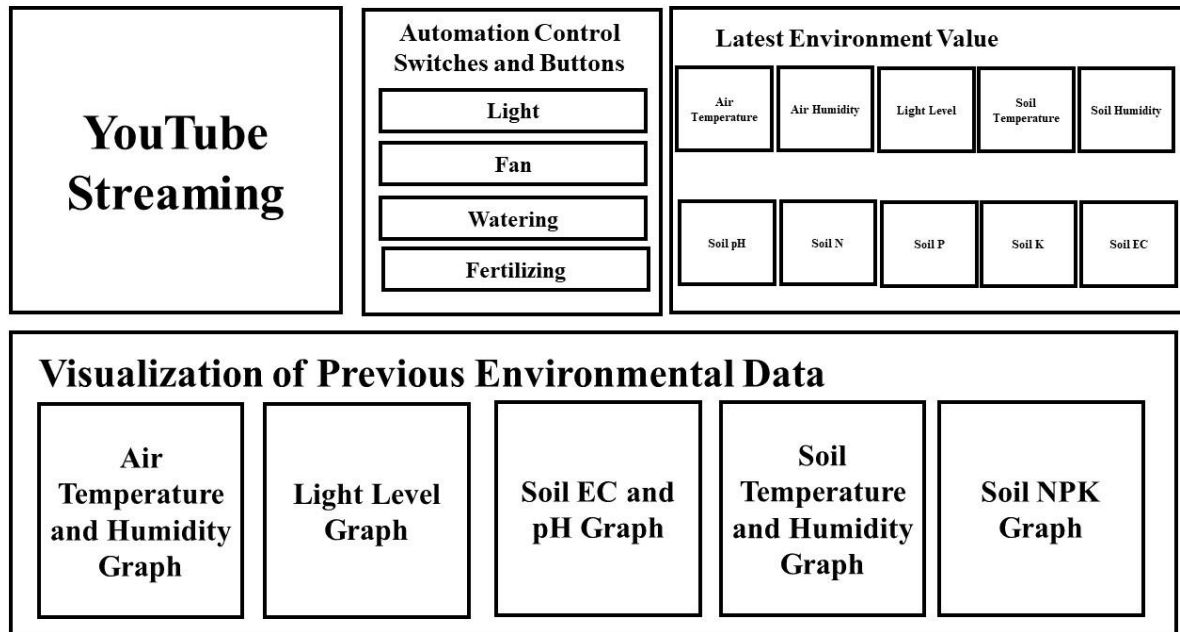 YouTube
Streaming
Automation Control
Switches and Buttons
Light
Fan
Watering
Fertilizing
Latest Environment Value
Air
Temperature
Air Humidity
Light Level
Soil
Temperature
Soil Humidity
Soil pH
Soil N
Soil P
Soil K
Soil EC
Visualization of Previous Environmental Data
Air
Temperature
and Humidity
Graph
Light Level
Graph
Soil EC and
pH Graph
Soil
Temperature
and Humidity
Graph
Soil NPK
Graph